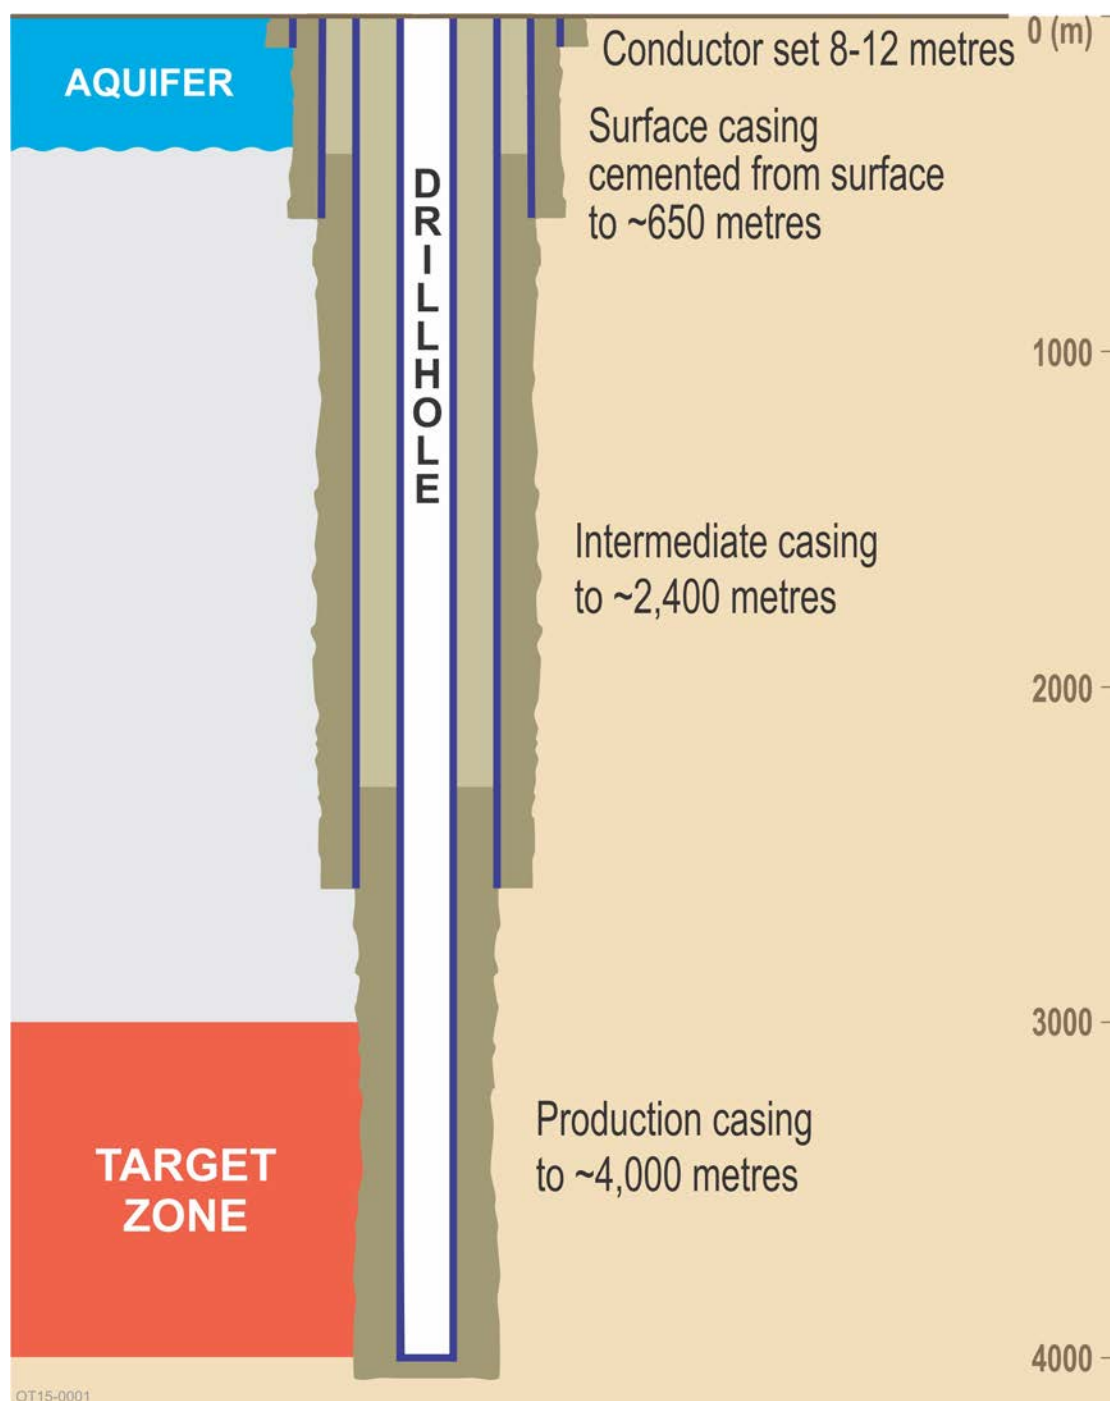 0 (m)
Conductor set 8-12 metres
AQUIFER
Surface casing
cemented from surface
to ~650 metres
DRILLHOLE
1000
Intermediate casing
to ~2,400 metres
2000
3000
Production casing
to ~4,000 metres
TARGET
ZONE
4000
OT15-0001